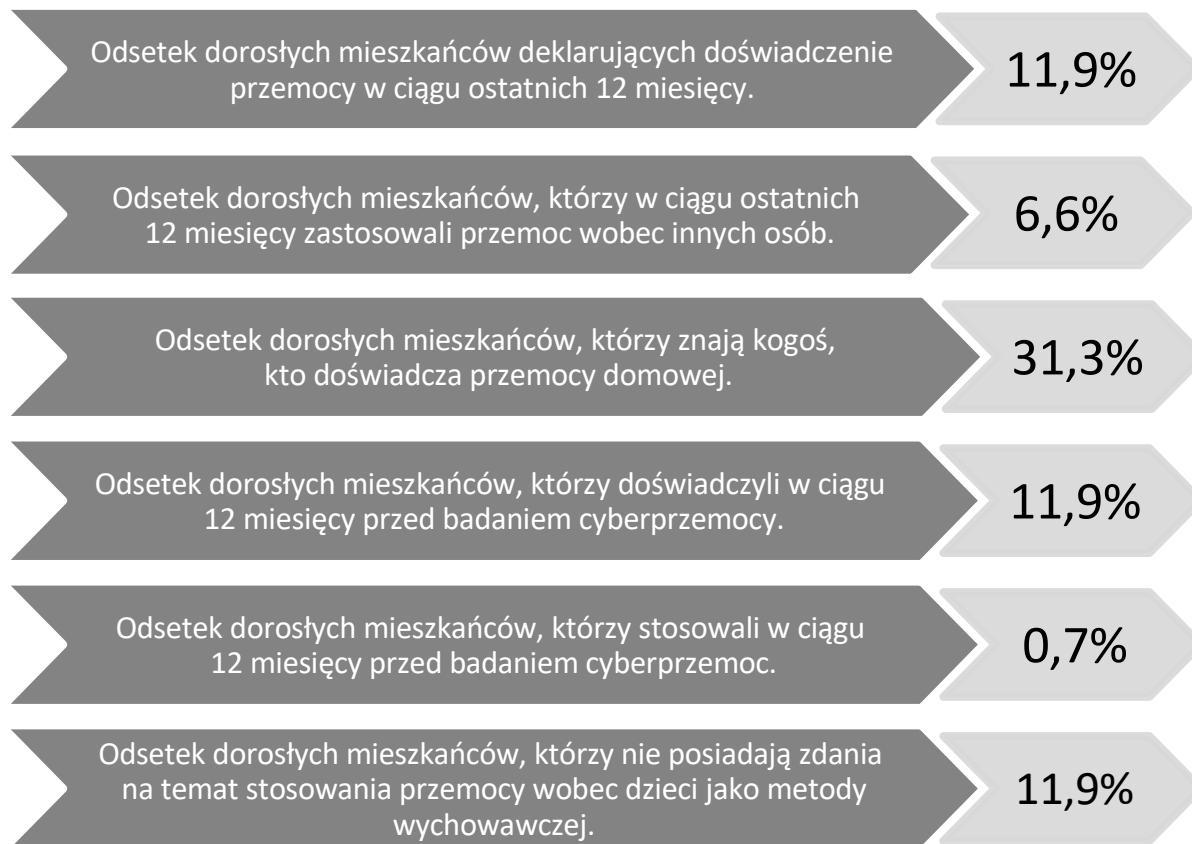 Odsetek dorosłych mieszkańców deklarujących doświadczenie
przemocy w ciągu ostatnich 12 miesięcy.
11,9%
Odsetek dorosłych mieszkańców, którzy w ciągu ostatnich
12 miesięcy zastosowali przemoc wobec innych osób.
6,6%
Odsetek dorosłych mieszkańców, którzy znają kogoś,
kto doświadcza przemocy domowej.
31,3%
Odsetek dorosłych mieszkańców, którzy doświadczyli w ciągu
12 miesięcy przed badaniem cyberprzemocy.
11,9%
Odsetek dorosłych mieszkańców, którzy stosowali w ciągu
12 miesięcy przed badaniem cyberprzemoc.
0,7%
Odsetek dorosłych mieszkańców, którzy nie posiadają zdania
na temat stosowania przemocy wobec dzieci jako metody
wychowawczej.
11,9%